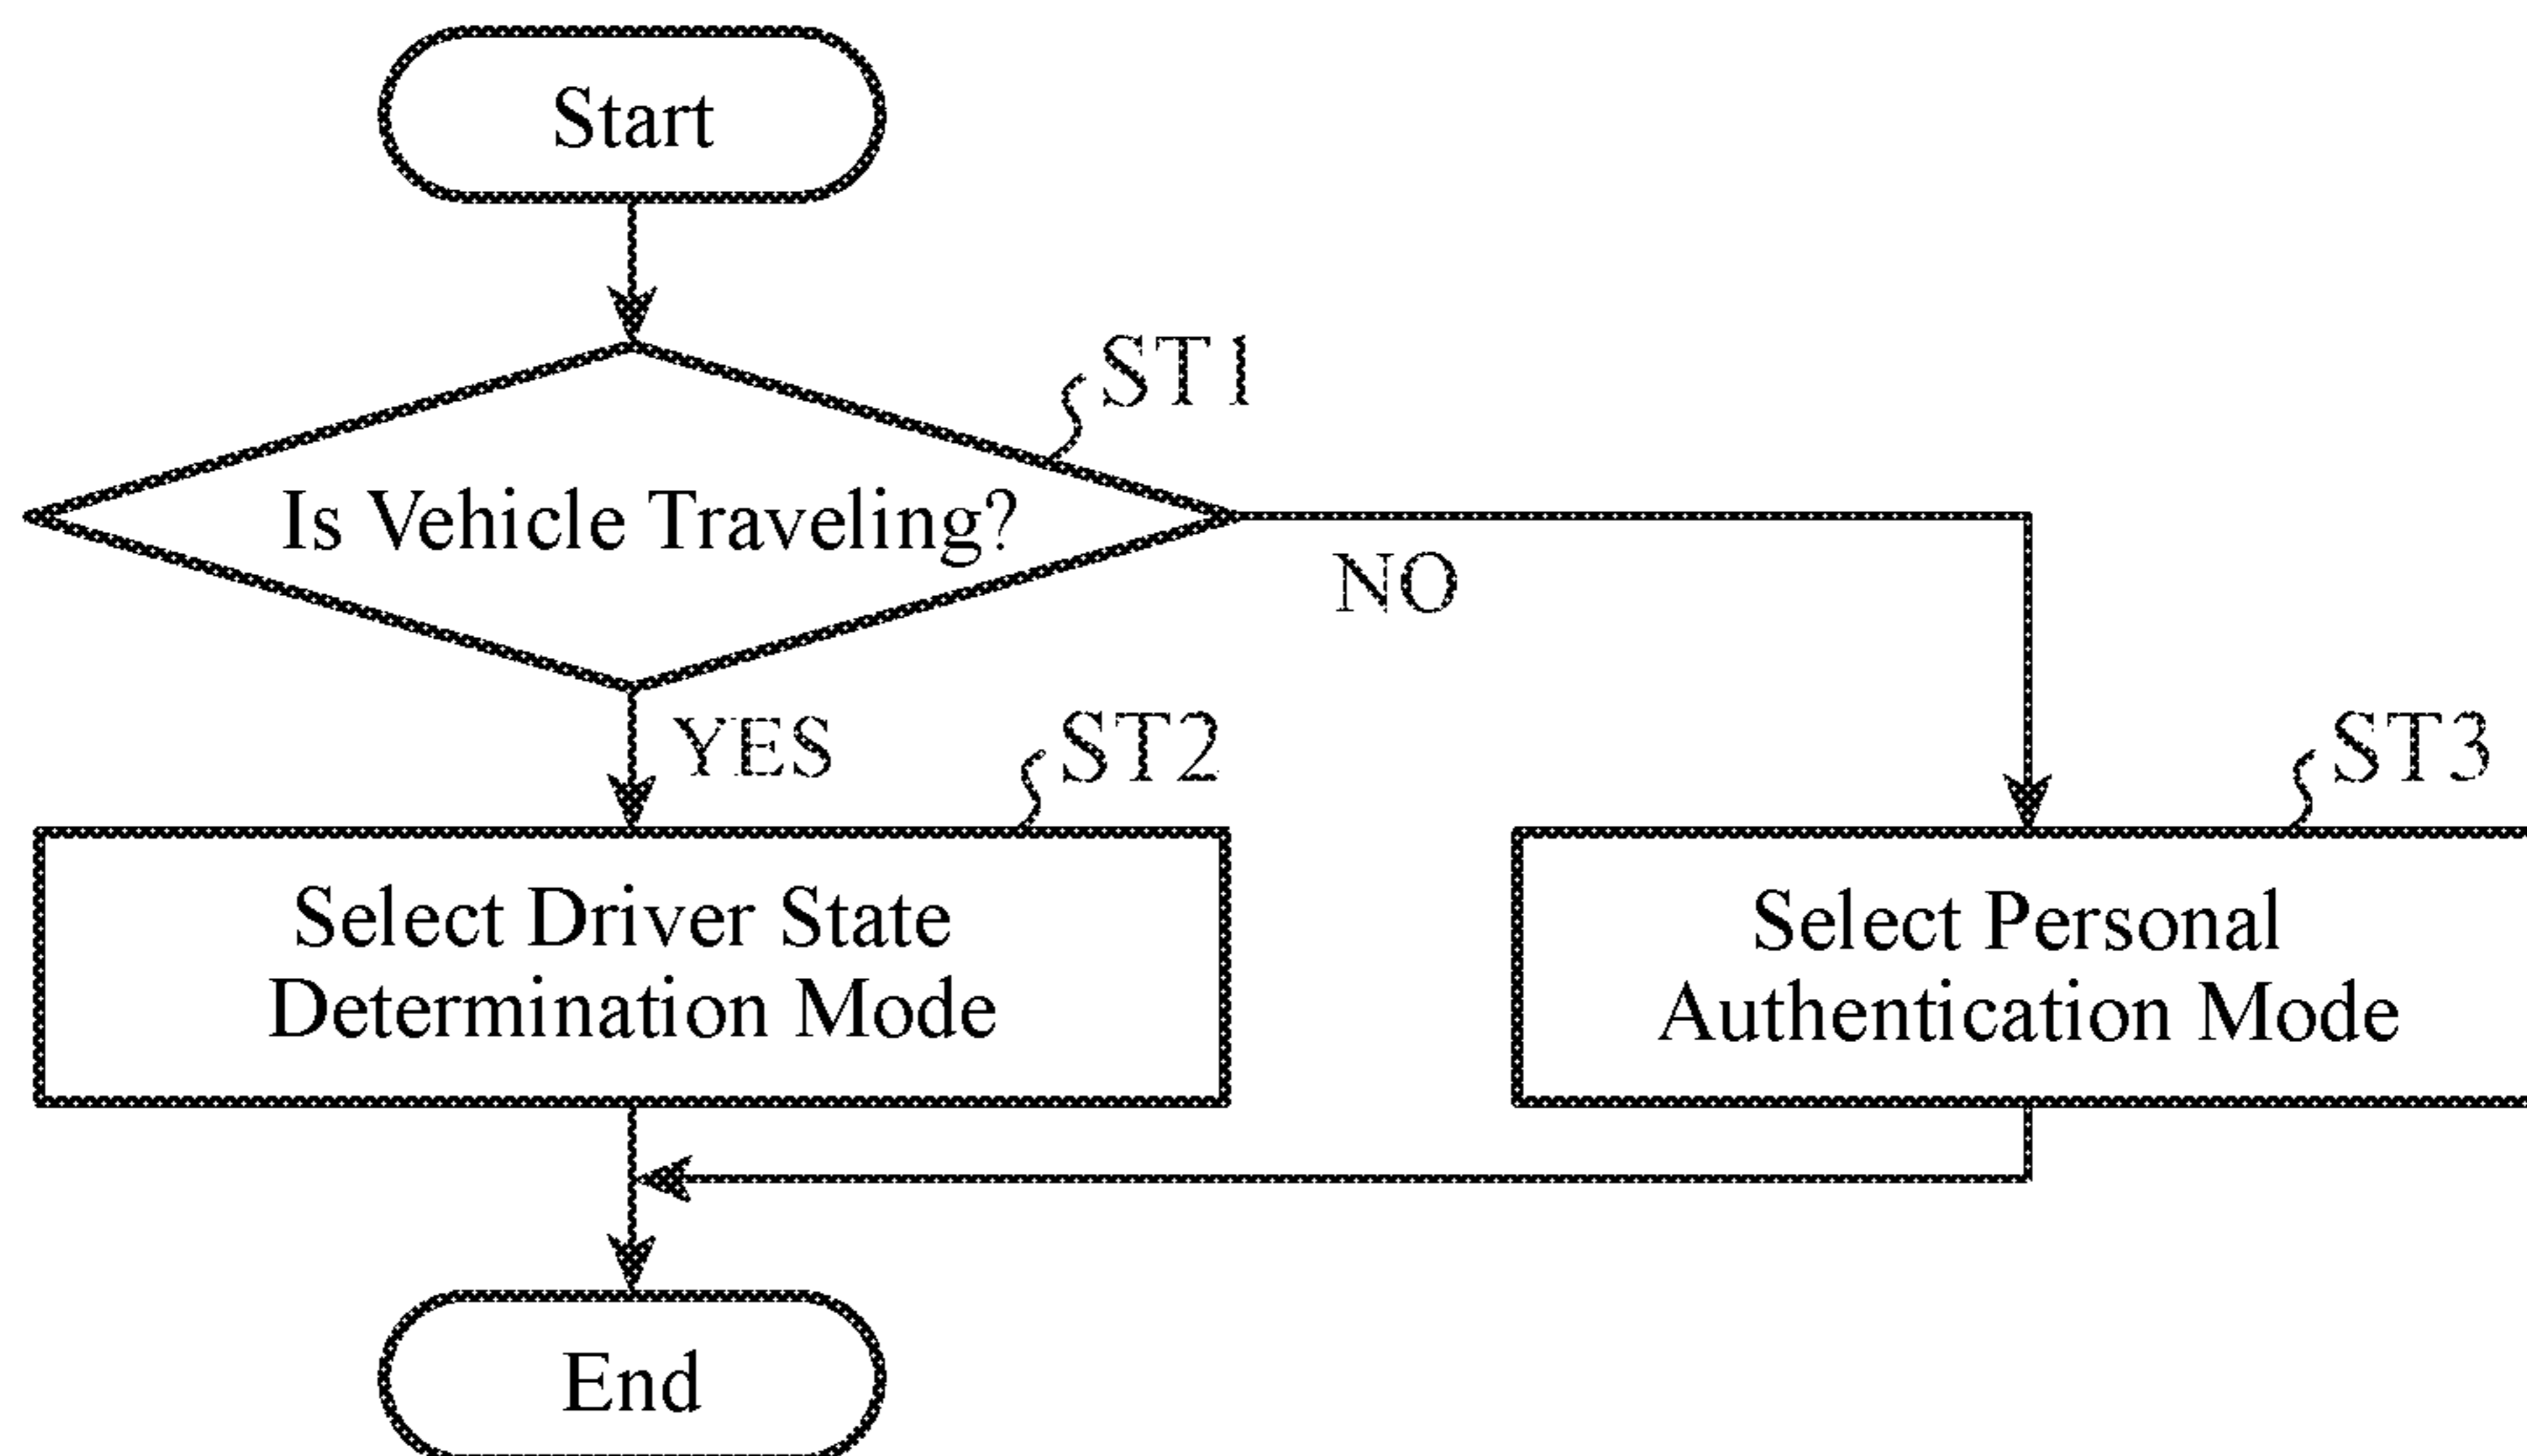 Start
ST1
Is Vehicle Traveling?
NO
YES
ST2
ST3
Select Driver State
Determination Mode
Select Personal
Authentication Mode
End